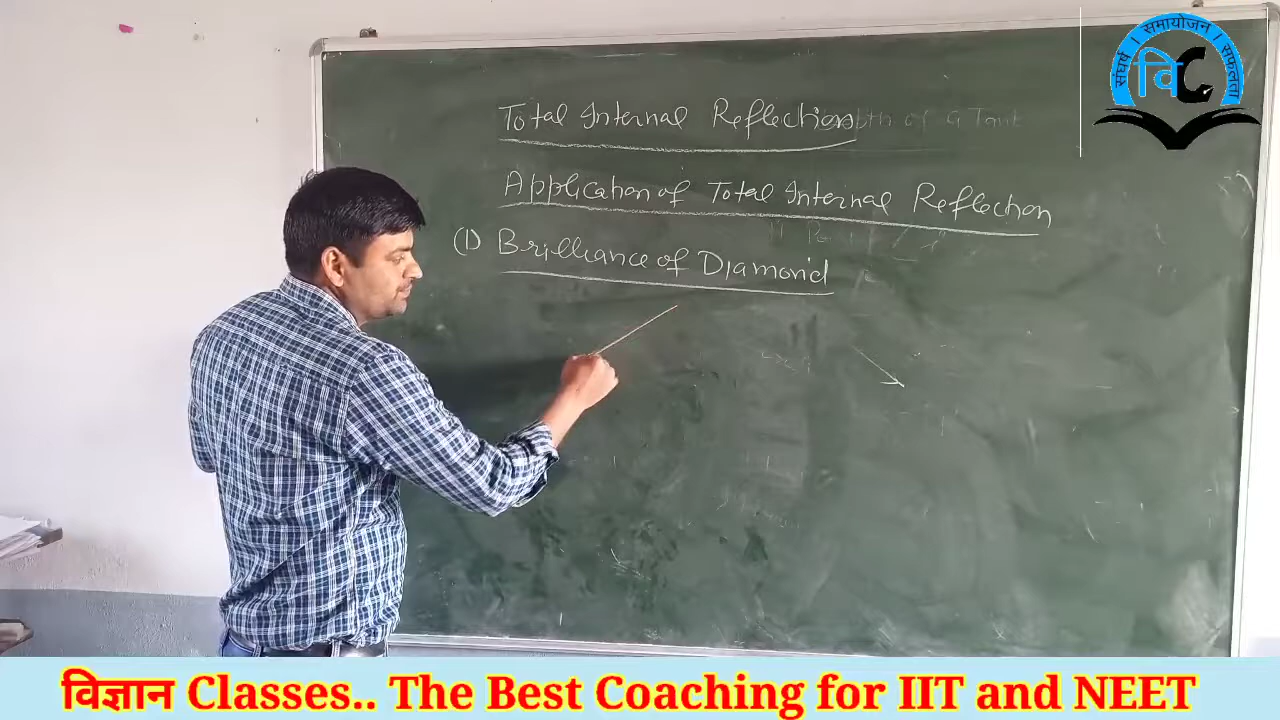 Total Internal Reflection
Application of Total Internal Reflection
(1) Brilliance of Diamond
संघर्ष । समायोजन । सफलता
विC
विज्ञान Classes.. The Best Coaching for IIT and NEET